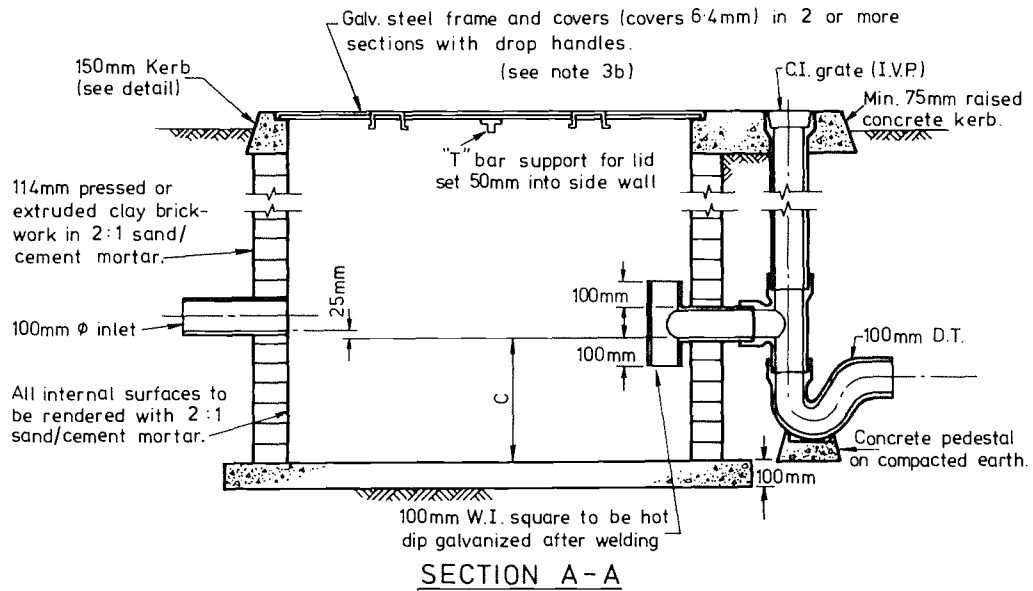 Galv. steel frame and covers (covers 6·4mm) in 2 or more
sections with drop handles.
(see note 3b)
150mm Kerb
(see detail)
C.I. grate (I.V.P.)
Min. 75mm raised
concrete kerb.
"T" bar support for lid
set 50mm into side wall
114mm pressed or
extruded clay brick-
work in 2:1 sand/
cement mortar.
25mm
100mm
100mm φ inlet
100mm
100mm D.T.
C
All internal surfaces to
be rendered with 2:1
sand/cement mortar.
Concrete pedestal
on compacted earth.
100mm
100mm W.I. square to be hot
dip galvanized after welding
SECTION A-A